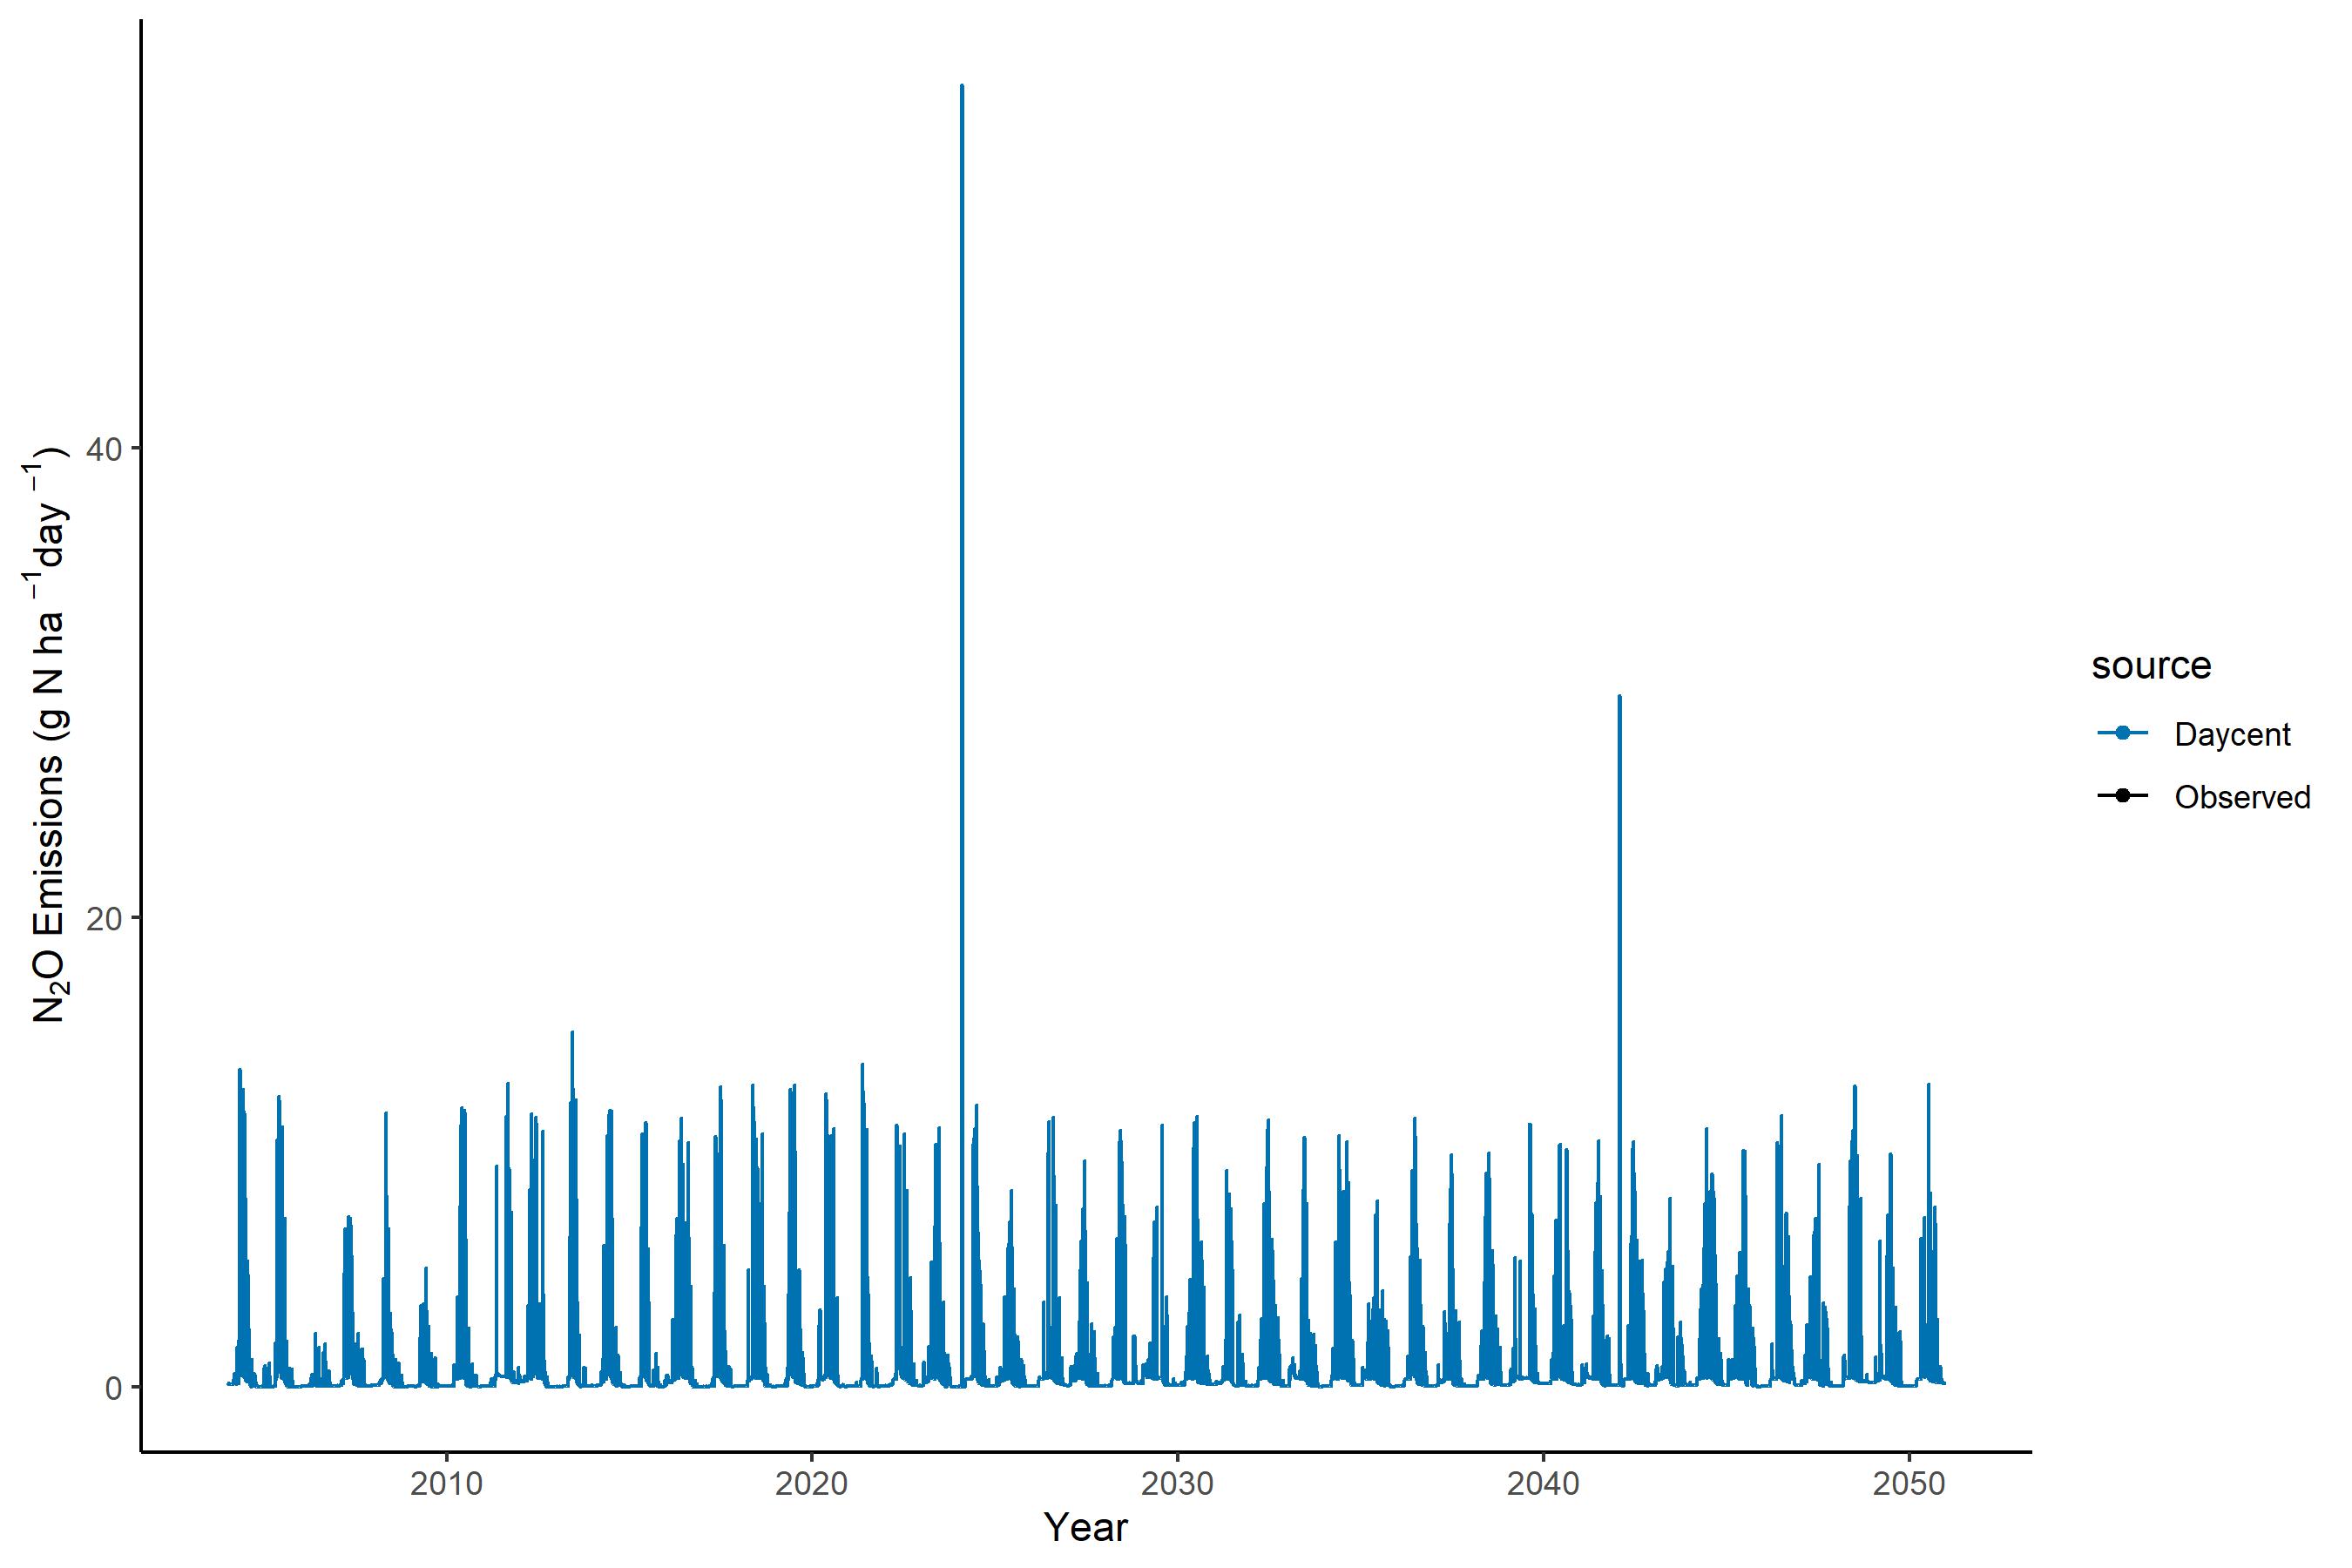 N₂O Emissions (g N ha ⁻¹day ⁻¹)
40
20
0
2010 2020 2030 2040 2050
Year
source
Daycent
Observed